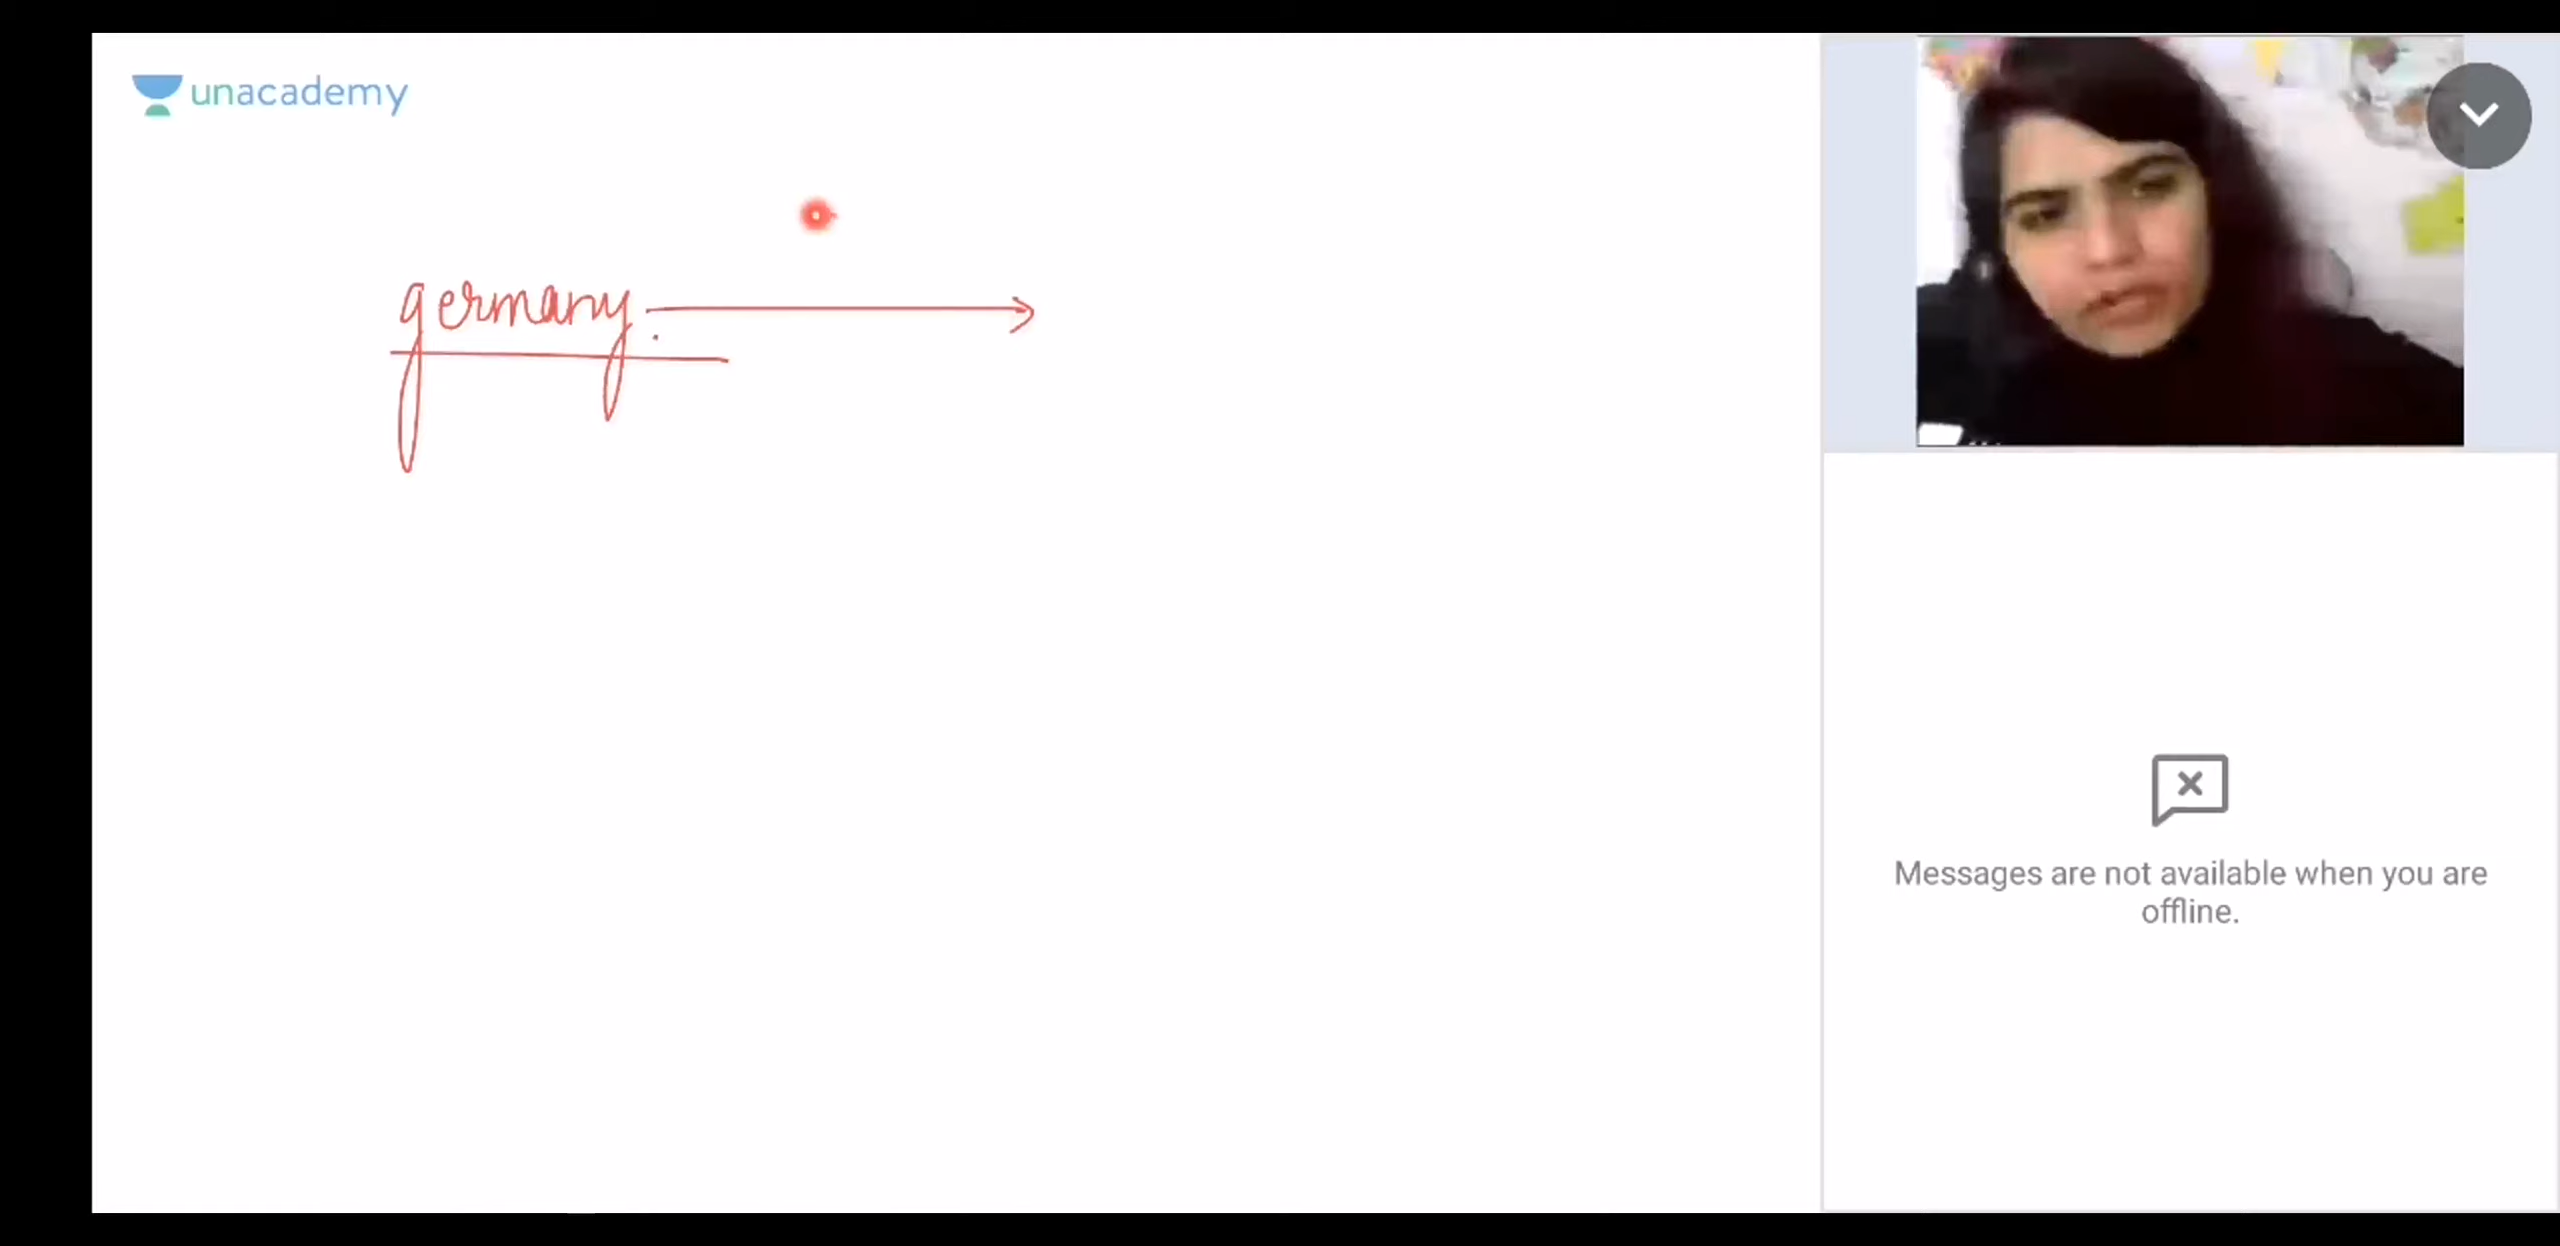 unacademy
germany.
Messages are not available when you are
offline.